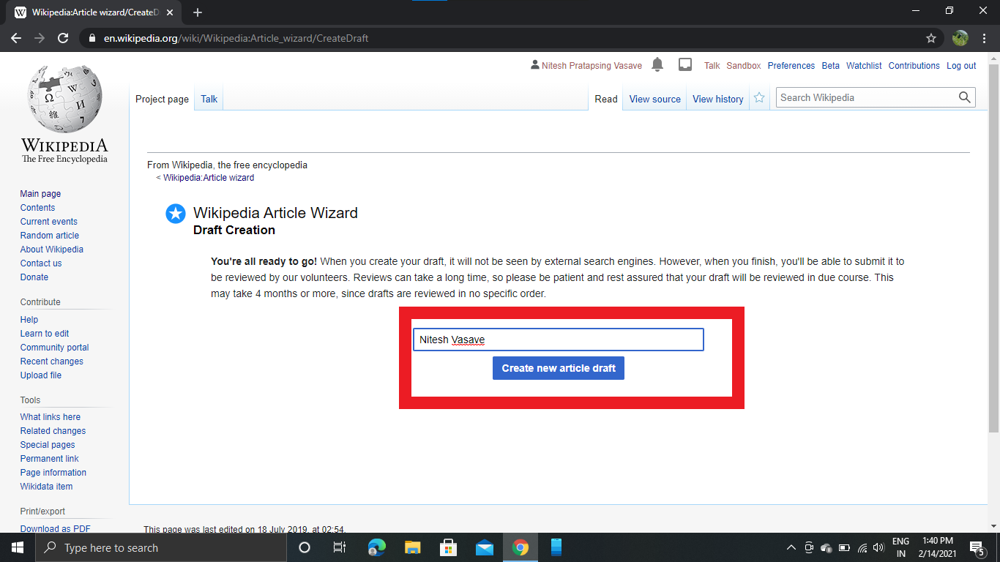 Wikipedia:Article wizard/CreateD
en.wikipedia.org/wiki/Wikipedia:Article_wizard/CreateDraft
Nitesh Pratapsing Vasave Talk Sandbox Preferences Beta Watchlist Contributions Log out
Project page Talk Read View source View history Search Wikipedia
WIKIPEDIA
The Free Encyclopedia
From Wikipedia, the free encyclopedia
< Wikipedia:Article wizard
Main page
Contents
Current events
Random article
About Wikipedia
Contact us
Donate
Contribute
Help
Learn to edit
Community portal
Recent changes
Upload file
Tools
What links here
Related changes
Special pages
Permanent link
Page information
Wikidata item
Print/export
Download as PDF
Wikipedia Article Wizard
Draft Creation
You're all ready to go! When you create your draft, it will not be seen by external search engines. However, when you finish, you'll be able to submit it to
be reviewed by our volunteers. Reviews can take a long time, so please be patient and rest assured that your draft will be reviewed in due course. This
may take 4 months or more, since drafts are reviewed in no specific order.
Nitesh Vasave
Create new article draft
This page was last edited on 18 July 2019, at 02:54.
Type here to search
ENG
IN
1:40 PM
2/14/2021
5